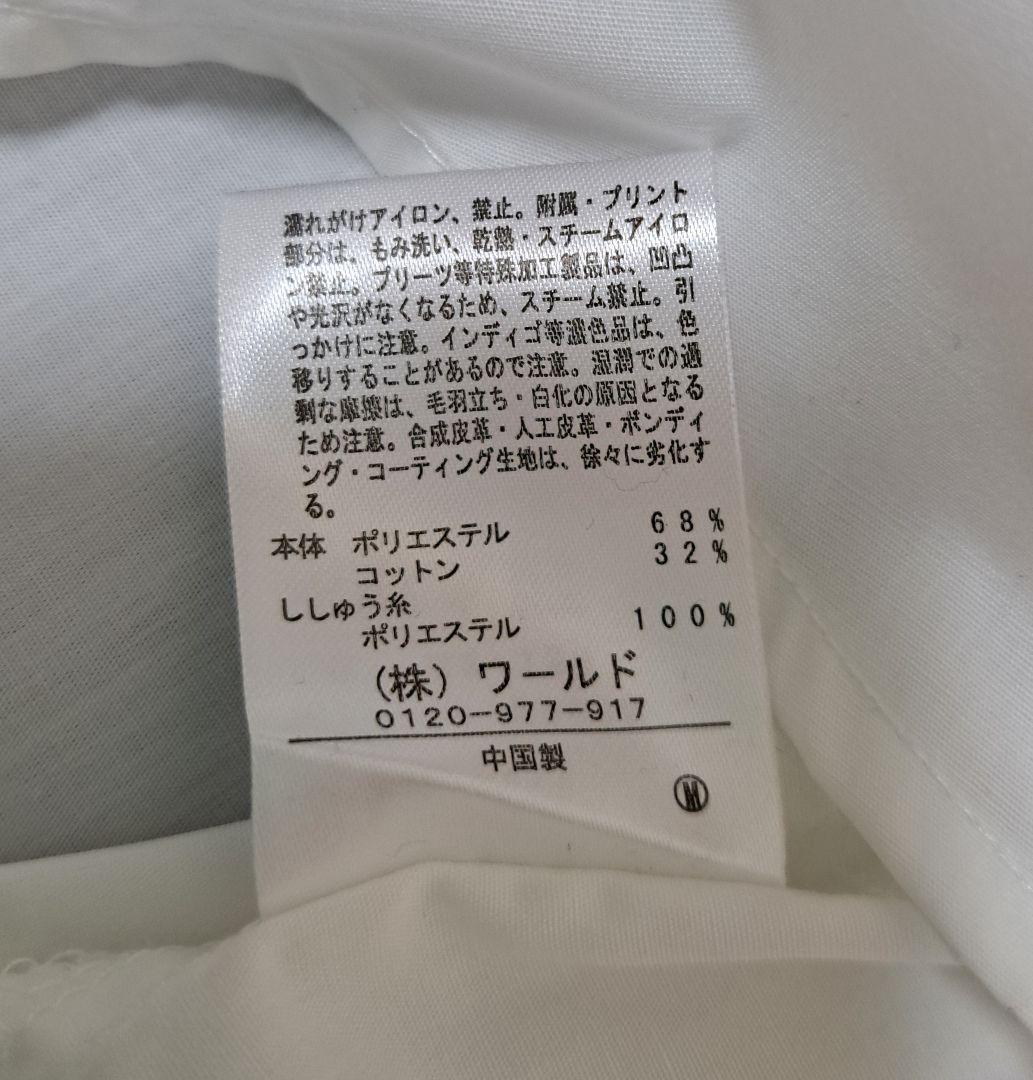 濡れがけアイロン、禁止。附属・プリント
部分は、もみ洗い、乾熱・スチームアイロ
ン禁止。プリーツ等特殊加工製品は、凹凸
や光沢がなくなるため、スチーム禁止。引
っかけに注意。インディゴ等濃色品は、色
移りすることがあるので注意。湿潤での過
剰な摩擦は、毛羽立ち・白化の原因となる
ため注意。合成皮革・人工皮革・ボンディ
ング・コーティング生地は、徐々に劣化す
る。
本体 ポリエステル 68%
コットン 32%
ししゅう糸
ポリエステル 100%
(株) ワールド
0120-977-917
中国製
M